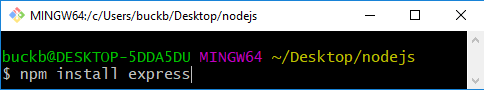 MINGW64:/c/Users/buckb/Desktop/nodejs
buckb@DESKTOP-5DDA5DU MINGW64 ~/Desktop/nodejs
$ npm install express